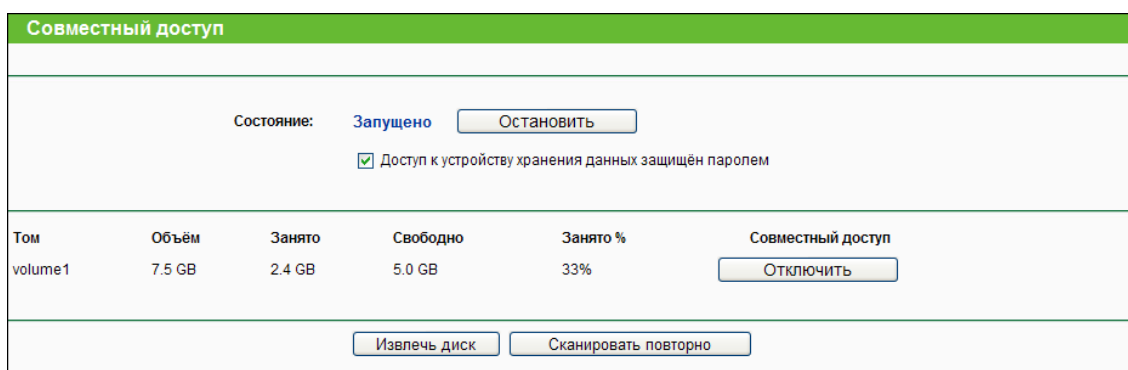 Совместный доступ
Состояние: Запущено Остановить
Доступ к устройству хранения данных защищён паролем
Том Объём Занято Свободно Занято % Совместный доступ
volume1 7.5 GB 2.4 GB 5.0 GB 33% Отключить
Извлечь диск Сканировать повторно